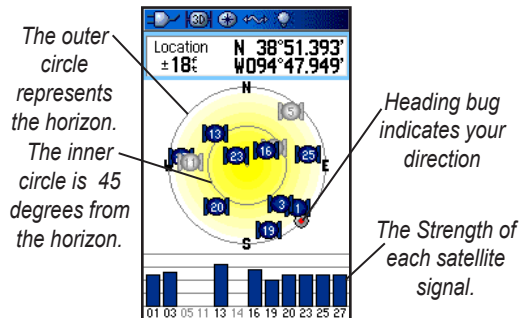 The outer
circle
represents
the horizon.
The inner
circle is 45
degrees from
the horizon.
3D
Location
±18ft
N 38°51.393'
W094°47.949'
N
5
13
16
23
25
W
E
20
3
1
19
S
01 03 05 11 13 14 16 19 20 23 25 27
Heading bug
indicates your
direction
The Strength of
each satellite
signal.